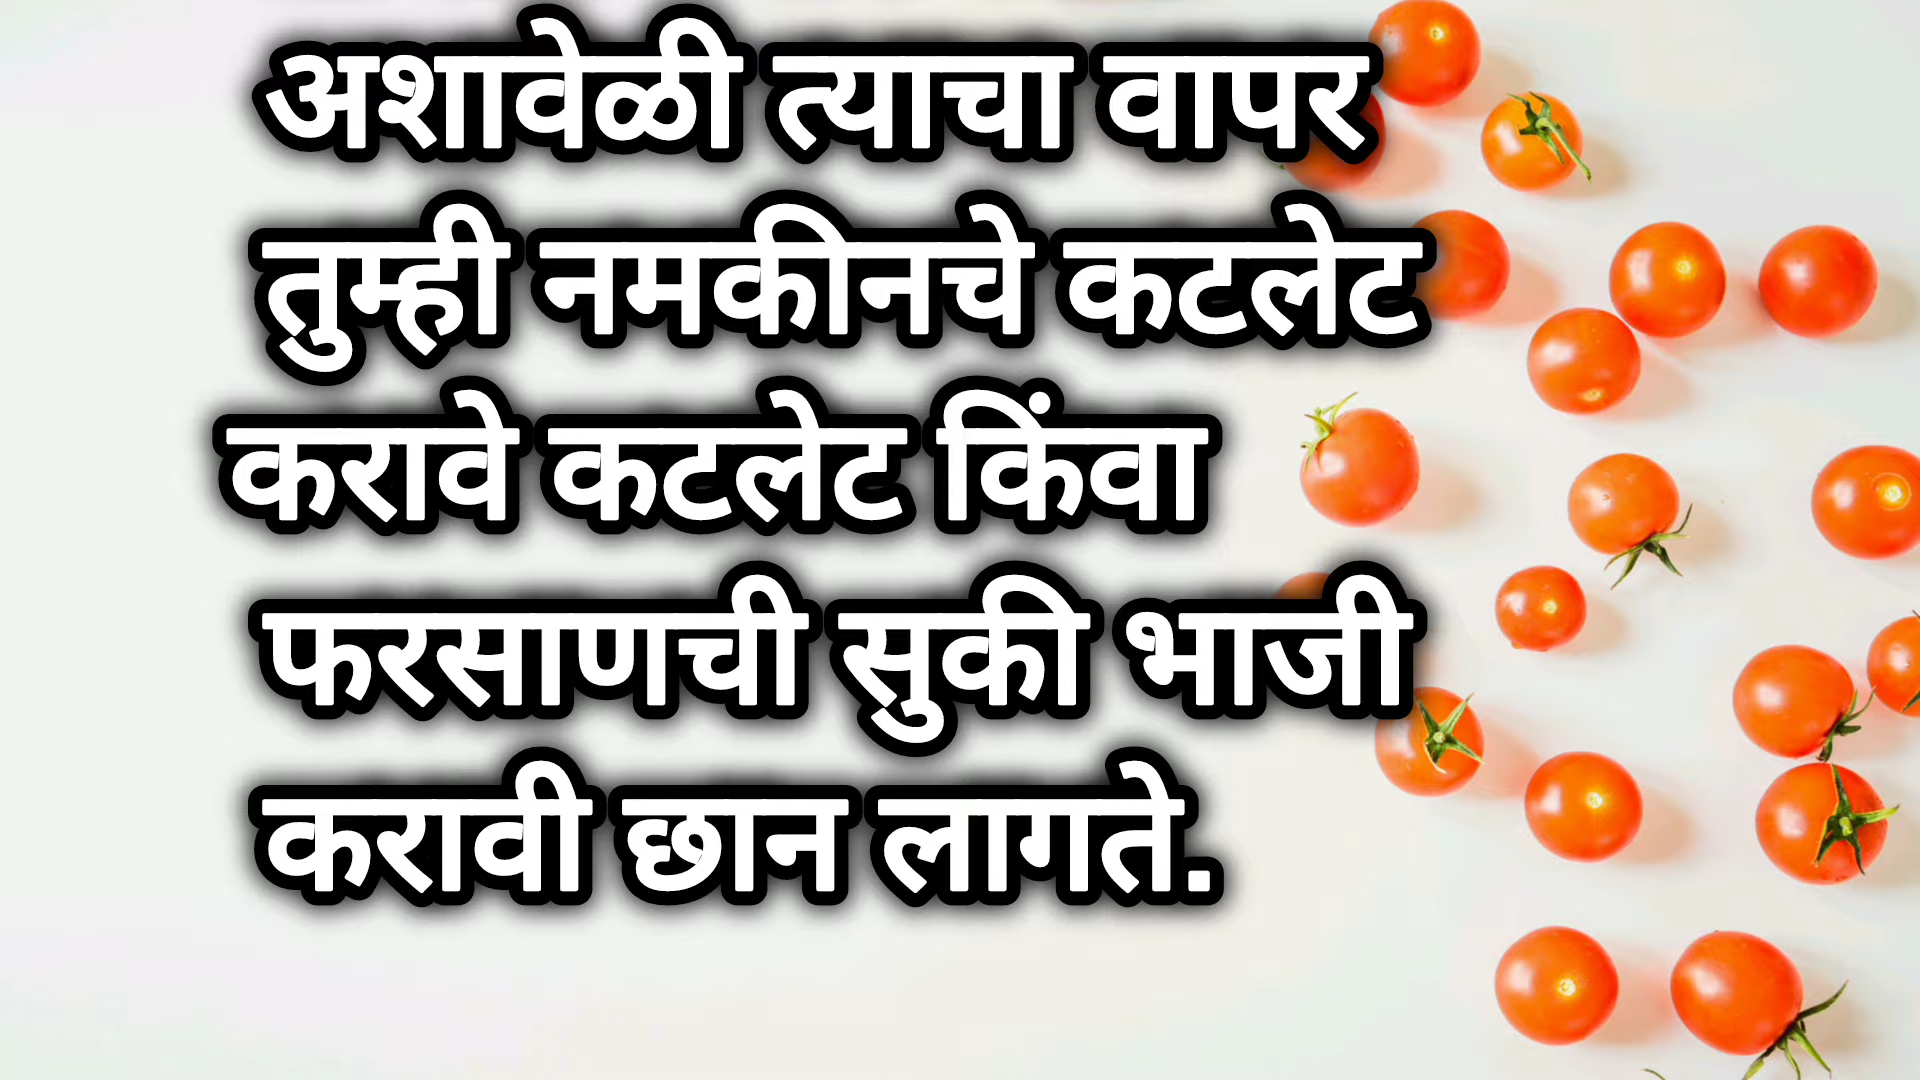 अशावेळी त्याचा वापर
तुम्ही नमकीनचे कटलेट
करावे कटलेट किंवा
फरसाणची सुकी भाजी
करावी छान लागते.